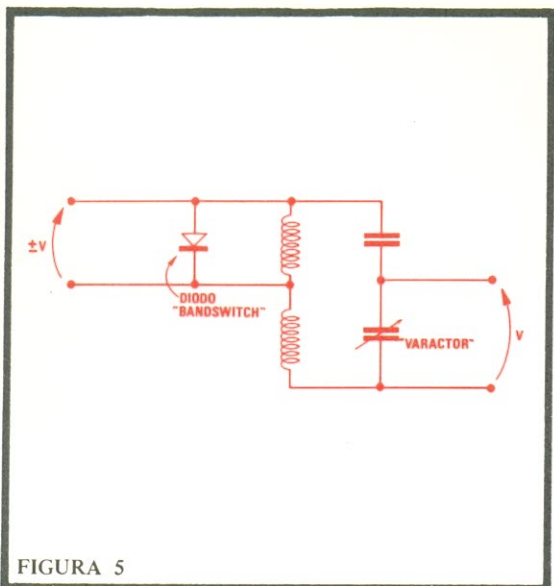 ±V
DIODO
"BANDSWITCH"
"VARACTOR"
V
FIGURA 5